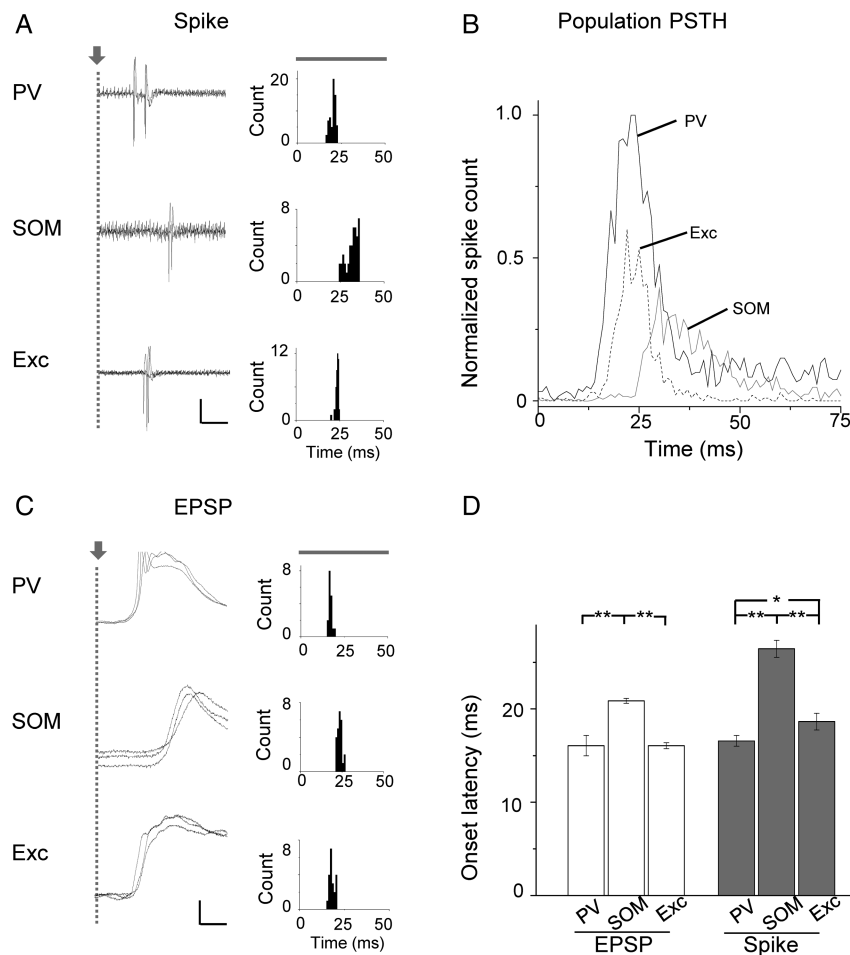 A
Spike
PV
Count
20
0
0 25 50
SOM
Count
8
0
0 25 50
Exc
Count
12
0
0 25 50
Time (ms)
B
Population PSTH
Normalized spike count
1.0
0.5
0
PV
Exc
SOM
0 25 50 75
Time (ms)
C
EPSP
PV
Count
8
0
0 25 50
SOM
Count
8
0
0 25 50
Exc
Count
8
0
0 25 50
Time (ms)
D
Onset latency (ms)
20
10
0
** **
*
** **
PV SOM Exc
EPSP
PV SOM Exc
Spike